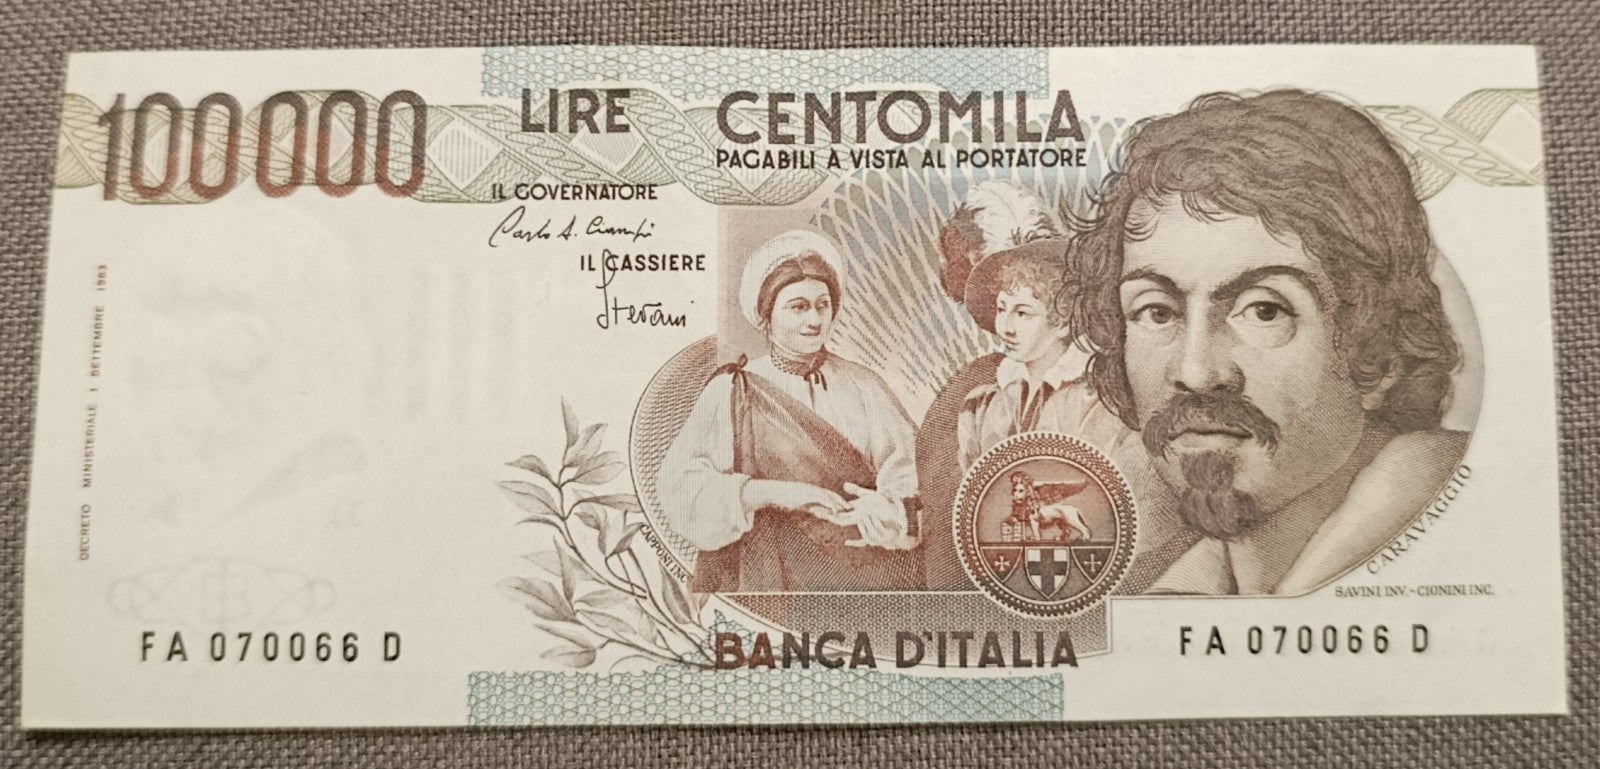 100000 LIRE CENTOMILA
PAGABILI A VISTA AL PORTATORE
IL GOVERNATORE
Carlo A. Ciampi
IL CASSIERE
Stevani
DECRETO MINISTERIALE 1 SETTEMBRE 1983
CAPPONI INC.
CARAVAGGIO
SAVINI INV. - CIONINI INC.
FA 070066 D
FA 070066 D
BANCA D'ITALIA